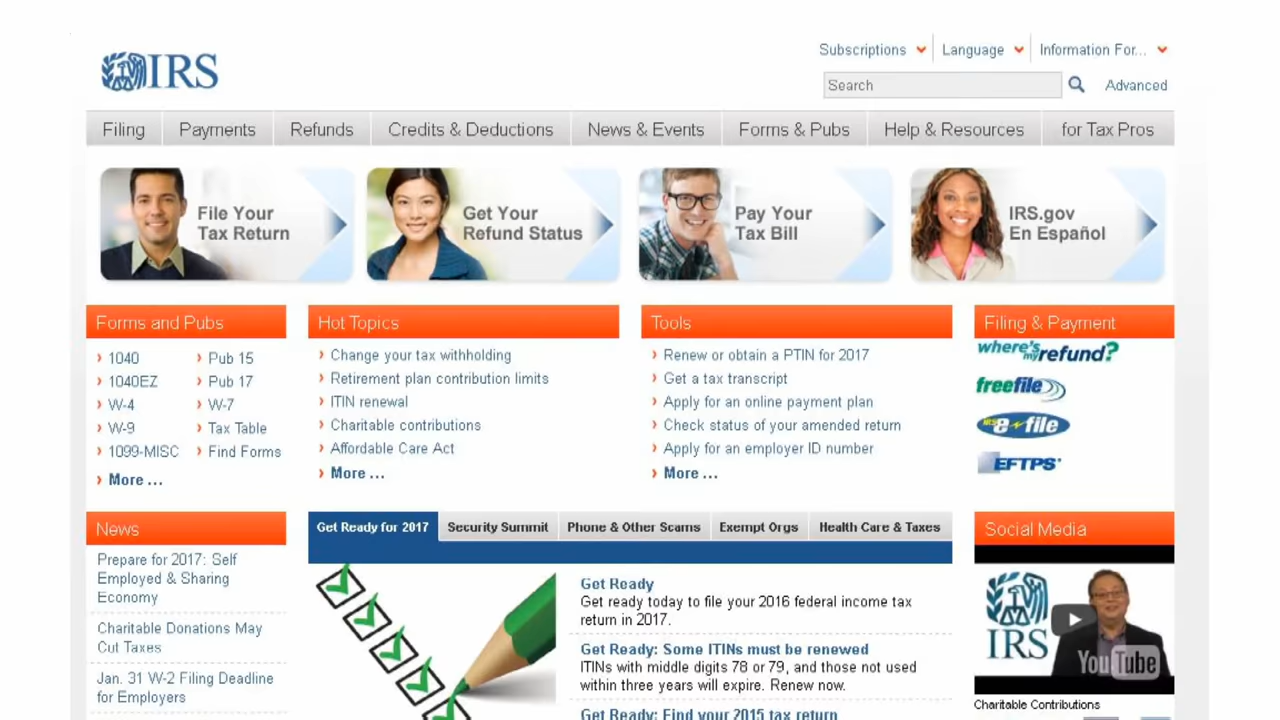 IRS
Subscriptions
Language
Information For...
Search
Advanced
Filing
Payments
Refunds
Credits & Deductions
News & Events
Forms & Pubs
Help & Resources
for Tax Pros
File Your
Tax Return
Get Your
Refund Status
Pay Your
Tax Bill
IRS.gov
En Español
Forms and Pubs
1040
1040EZ
W-4
W-9
1099-MISC
More ...
Pub 15
Pub 17
W-7
Tax Table
Find Forms
Hot Topics
Change your tax withholding
Retirement plan contribution limits
ITIN renewal
Charitable contributions
Affordable Care Act
More ...
Tools
Renew or obtain a PTIN for 2017
Get a tax transcript
Apply for an online payment plan
Check status of your amended return
Apply for an employer ID number
More ...
Filing & Payment
where's my refund?
freefile
IRS e-file
EFTPS
News
Prepare for 2017: Self
Employed & Sharing
Economy
Charitable Donations May
Cut Taxes
Jan. 31 W-2 Filing Deadline
for Employers
Get Ready for 2017
Security Summit
Phone & Other Scams
Exempt Orgs
Health Care & Taxes
Get Ready
Get ready today to file your 2016 federal income tax
return in 2017.
Get Ready: Some ITINs must be renewed
ITINs with middle digits 78 or 79, and those not used
within three years will expire. Renew now.
Get Ready: Find your 2015 tax return
Social Media
IRS
YouTube
Charitable Contributions